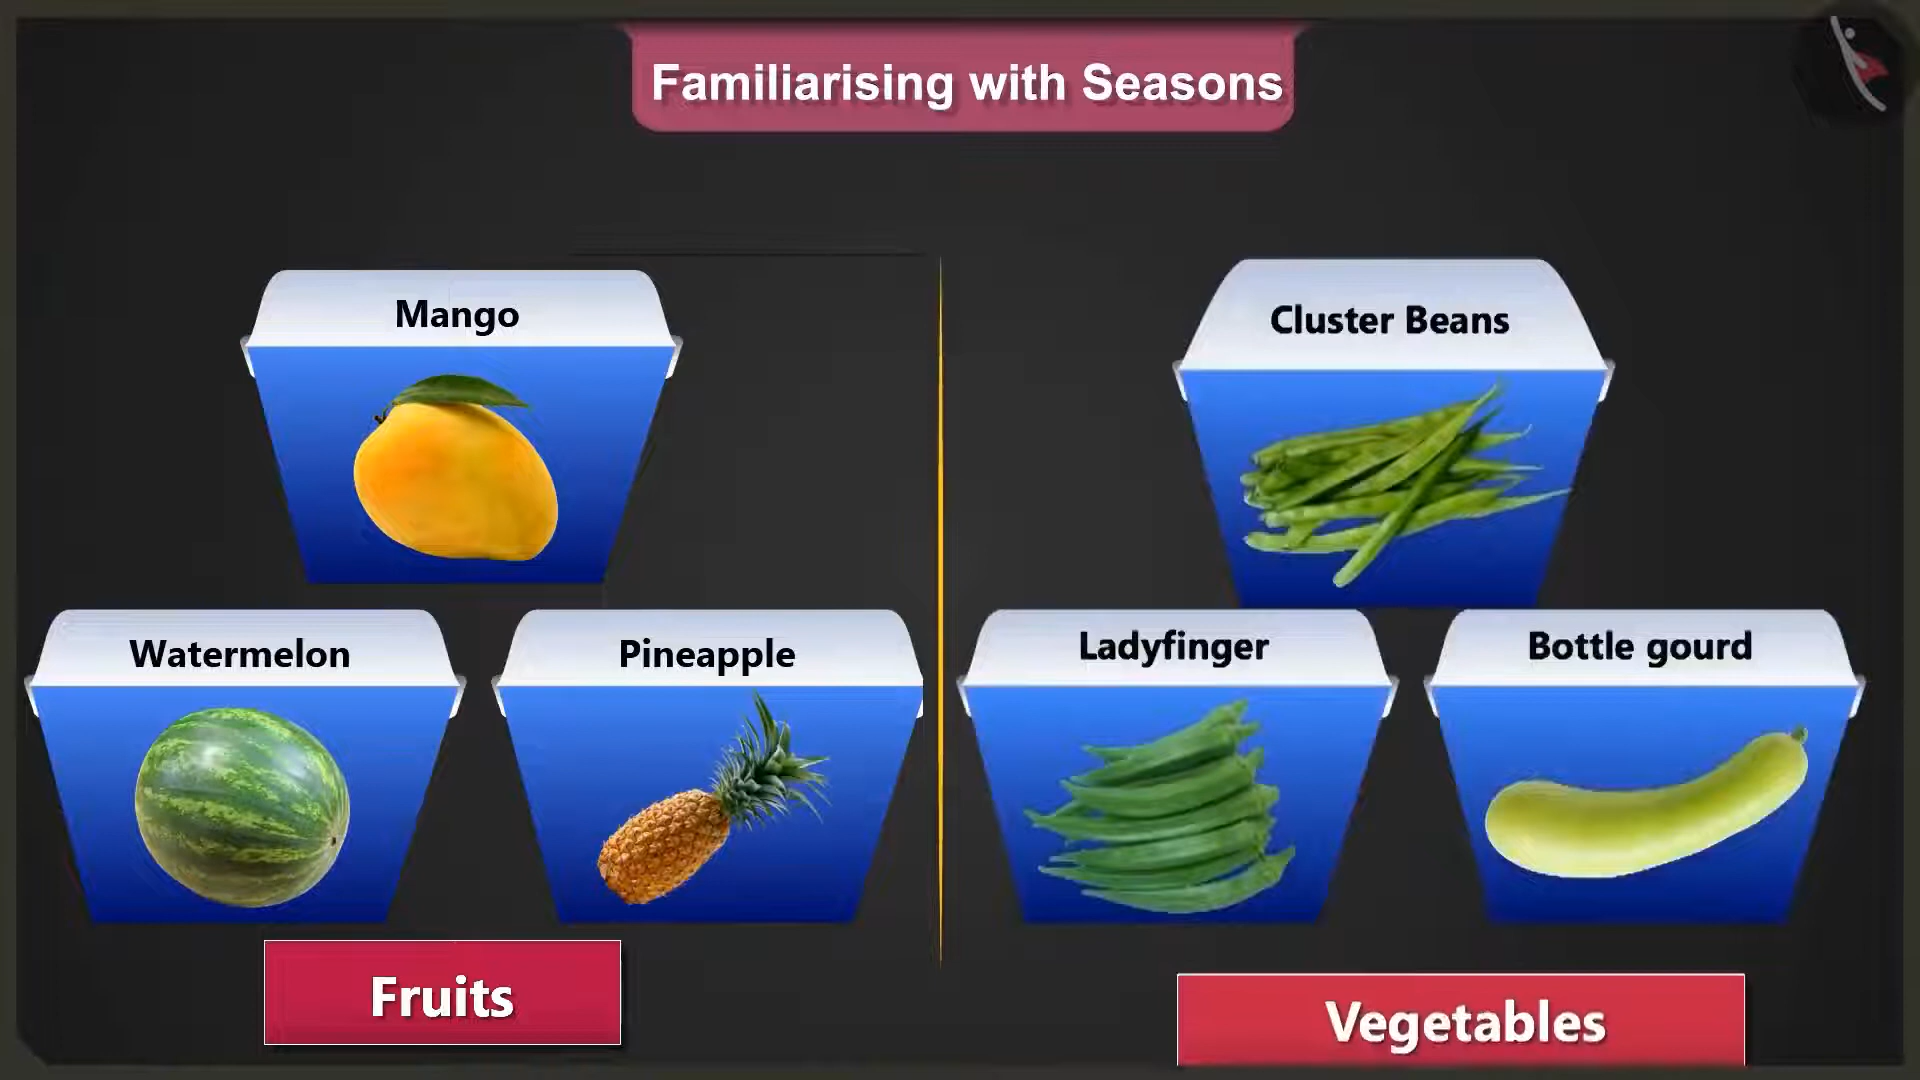 Familiarising with Seasons
Mango
Watermelon
Pineapple
Fruits
Cluster Beans
Ladyfinger
Bottle gourd
Vegetables